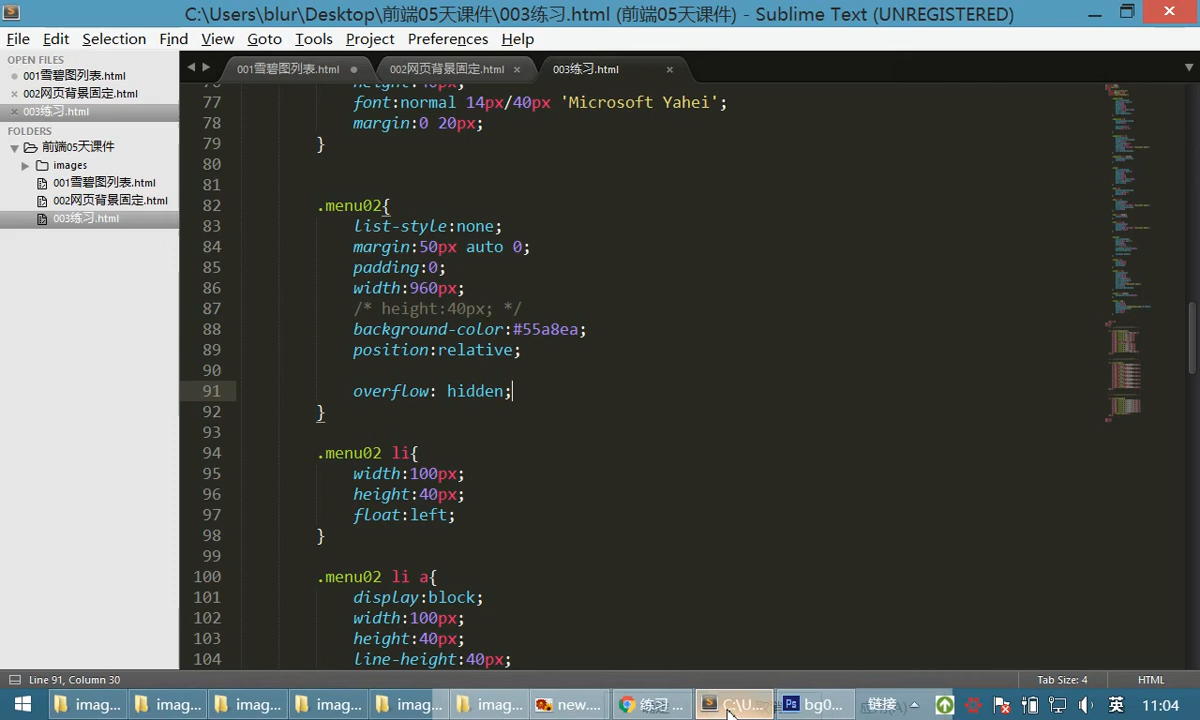 C:\Users\blur\Desktop\前端05天课件\003练习.html (前端05天课件) - Sublime Text (UNREGISTERED)
File Edit Selection Find View Goto Tools Project Preferences Help
OPEN FILES
001雪碧图列表.html
002网页背景固定.html
003练习.html
FOLDERS
前端05天课件
images
001雪碧图列表.html
002网页背景固定.html
003练习.html
001雪碧图列表.html 002网页背景固定.html 003练习.html
76 height:40px;
77 font:normal 14px/40px 'Microsoft Yahei';
78 margin:0 20px;
79 }
80
81
82 .menu02{
83 list-style:none;
84 margin:50px auto 0;
85 padding:0;
86 width:960px;
87 /* height:40px; */
88 background-color:#55a8ea;
89 position:relative;
90
91 overflow: hidden;
92 }
93
94 .menu02 li{
95 width:100px;
96 height:40px;
97 float:left;
98 }
99
100 .menu02 li a{
101 display:block;
102 width:100px;
103 height:40px;
104 line-height:40px;
Line 91, Column 30 Tab Size: 4 HTML
imag... imag... imag... imag... imag... imag... new.... 练习 ... C:\U... bg0... 链接 英 11:04